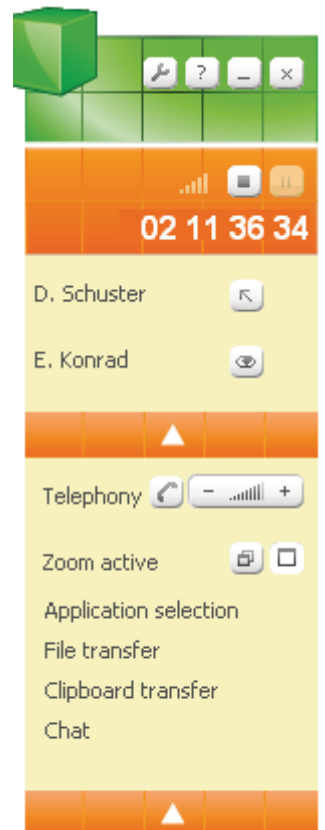 ?
02 11 36 34
D. Schuster
E. Konrad
Telephony - +
Zoom active
Application selection
File transfer
Clipboard transfer
Chat